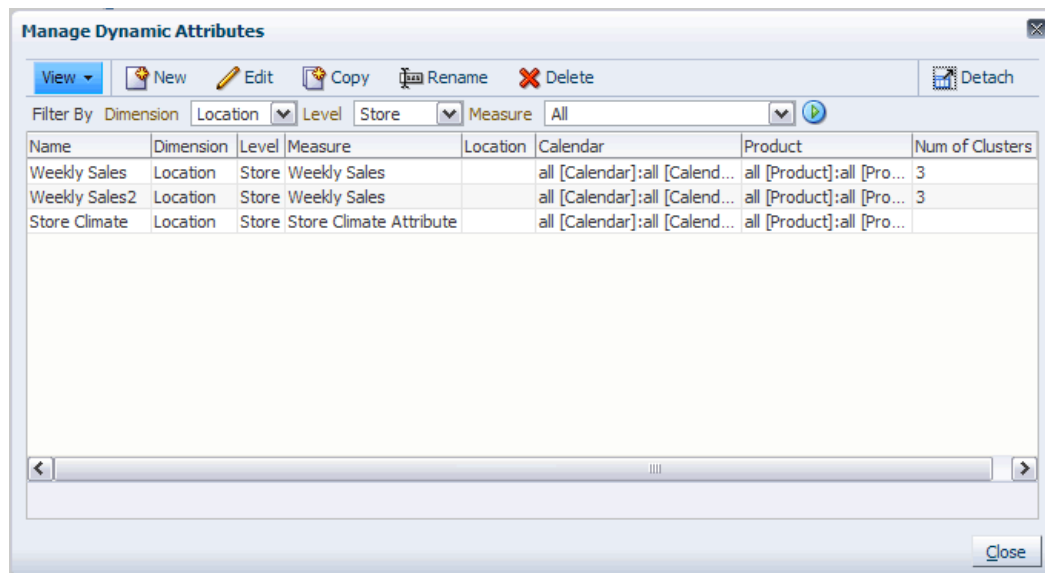 Manage Dynamic Attributes
View New Edit Copy Rename Delete Detach
Filter By Dimension Location Level Store Measure All
Name Dimension Level Measure Location Calendar Product Num of Clusters
Weekly Sales Location Store Weekly Sales all [Calendar]:all [Calend... all [Product]:all [Pro... 3
Weekly Sales2 Location Store Weekly Sales all [Calendar]:all [Calend... all [Product]:all [Pro... 3
Store Climate Location Store Store Climate Attribute all [Calendar]:all [Calend... all [Product]:all [Pro...
Close